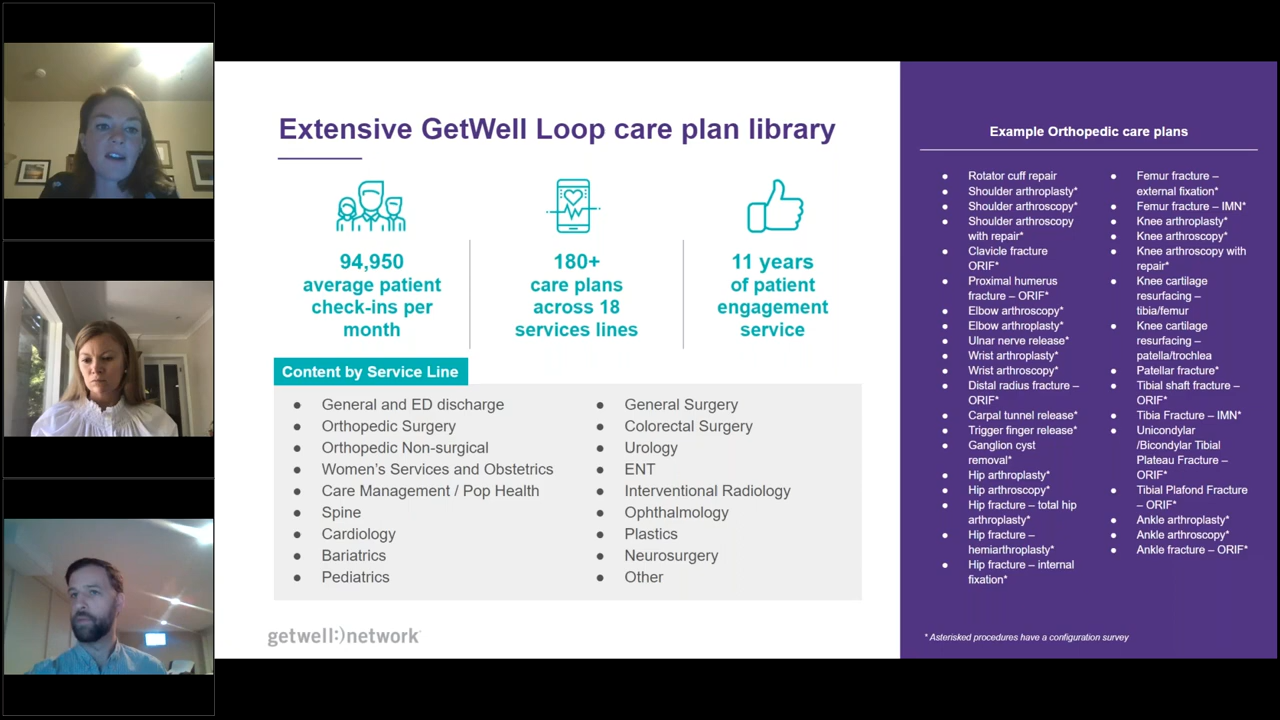 Extensive GetWell Loop care plan library
94,950
average patient
check-ins per
month
180+
care plans
across 18
services lines
11 years
of patient
engagement
service
Content by Service Line
● General and ED discharge
● Orthopedic Surgery
● Orthopedic Non-surgical
● Women's Services and Obstetrics
● Care Management / Pop Health
● Spine
● Cardiology
● Bariatrics
● Pediatrics
● General Surgery
● Colorectal Surgery
● Urology
● ENT
● Interventional Radiology
● Ophthalmology
● Plastics
● Neurosurgery
● Other
getwell:)network
Example Orthopedic care plans
● Rotator cuff repair
● Shoulder arthroplasty*
● Shoulder arthroscopy*
● Shoulder arthroscopy
with repair*
● Clavicle fracture
ORIF*
● Proximal humerus
fracture – ORIF*
● Elbow arthroscopy*
● Elbow arthroplasty*
● Ulnar nerve release*
● Wrist arthroplasty*
● Wrist arthroscopy*
● Distal radius fracture –
ORIF*
● Carpal tunnel release*
● Trigger finger release*
● Ganglion cyst
removal*
● Hip arthroplasty*
● Hip arthroscopy*
● Hip fracture – total hip
arthroplasty*
● Hip fracture –
hemiarthroplasty*
● Hip fracture – internal
fixation*
● Femur fracture –
external fixation*
● Femur fracture – IMN*
● Knee arthroplasty*
● Knee arthroscopy*
● Knee arthroscopy with
repair*
● Knee cartilage
resurfacing –
tibia/femur
● Knee cartilage
resurfacing –
patella/trochlea
● Patellar fracture*
● Tibial shaft fracture –
ORIF*
● Tibia Fracture – IMN*
● Unicondylar
/Bicondylar Tibial
Plateau Fracture –
ORIF
● Tibial Plafond Fracture
– ORIF*
● Ankle arthroplasty*
● Ankle arthroscopy*
● Ankle fracture – ORIF*
* Asterisked procedures have a configuration survey